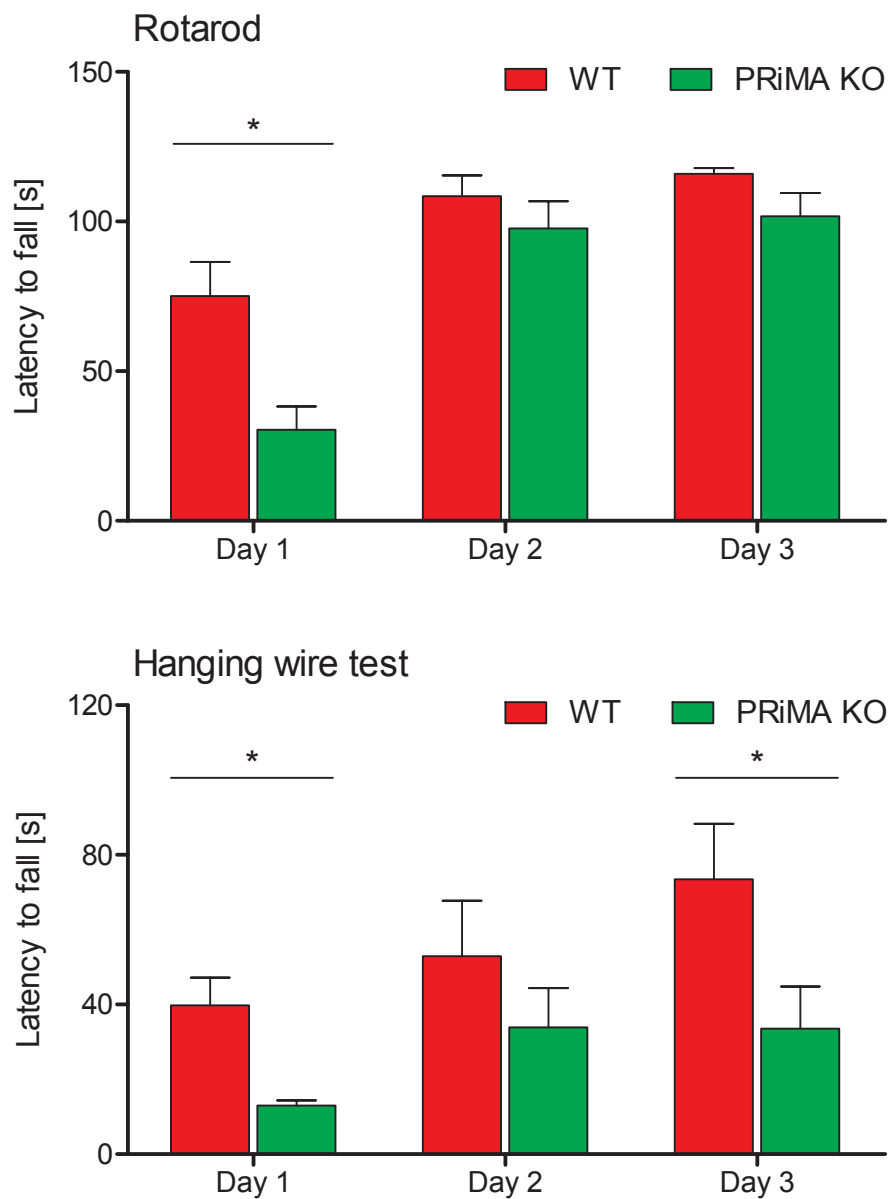 Rotarod
150
WT
PRiMA KO
*
100
Latency to fall [s]
50
0
Day 1
Day 2
Day 3
Hanging wire test
120
WT
PRiMA KO
*
*
80
Latency to fall [s]
40
0
Day 1
Day 2
Day 3